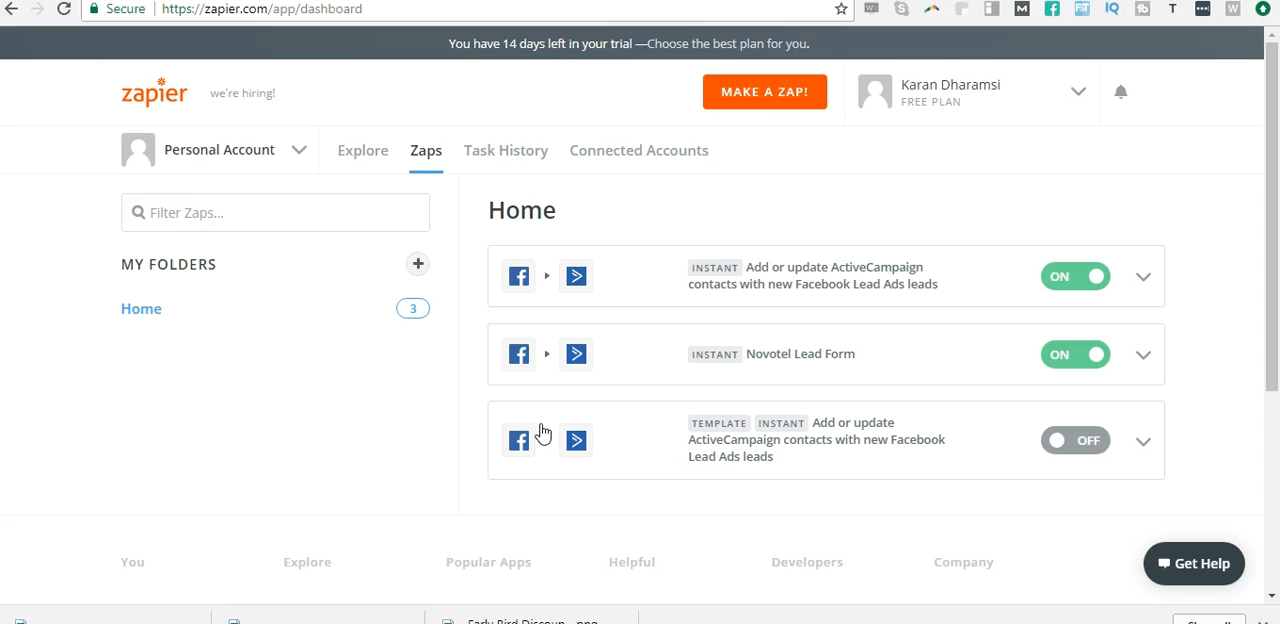 Secure https://zapier.com/app/dashboard
You have 14 days left in your trial —Choose the best plan for you.
zapier we're hiring! MAKE A ZAP! Karan Dharamsi
FREE PLAN
Personal Account Explore Zaps Task History Connected Accounts
Filter Zaps...
Home
MY FOLDERS +
Home 3
INSTANT Add or update ActiveCampaign
contacts with new Facebook Lead Ads leads
ON
INSTANT Novotel Lead Form
ON
TEMPLATE INSTANT Add or update
ActiveCampaign contacts with new Facebook
Lead Ads leads
OFF
You Explore Popular Apps Helpful Developers Company
Get Help